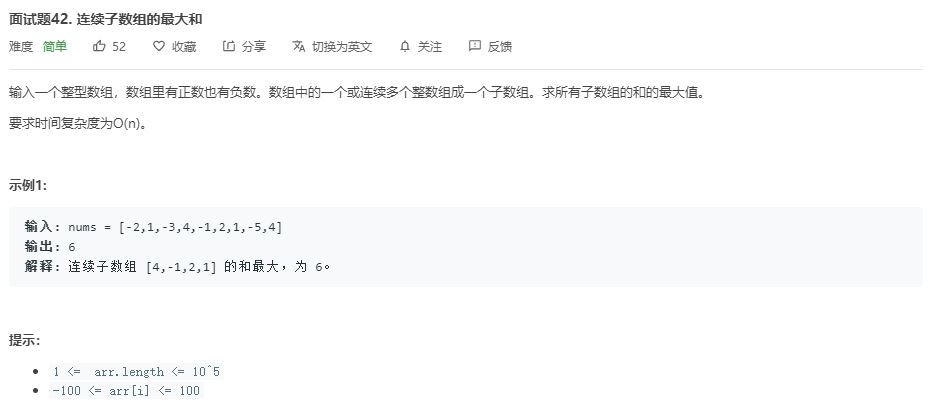 面试题42. 连续子数组的最大和
难度 简单 52 收藏 分享 切换为英文 关注 反馈
输入一个整型数组，数组里有正数也有负数。数组中的一个或连续多个整数组成一个子数组。求所有子数组的和的最大值。
要求时间复杂度为O(n)。
示例1:
输入: nums = [-2,1,-3,4,-1,2,1,-5,4]
输出: 6
解释: 连续子数组 [4,-1,2,1] 的和最大，为 6。
提示：
1 <= arr.length <= 10^5
-100 <= arr[i] <= 100